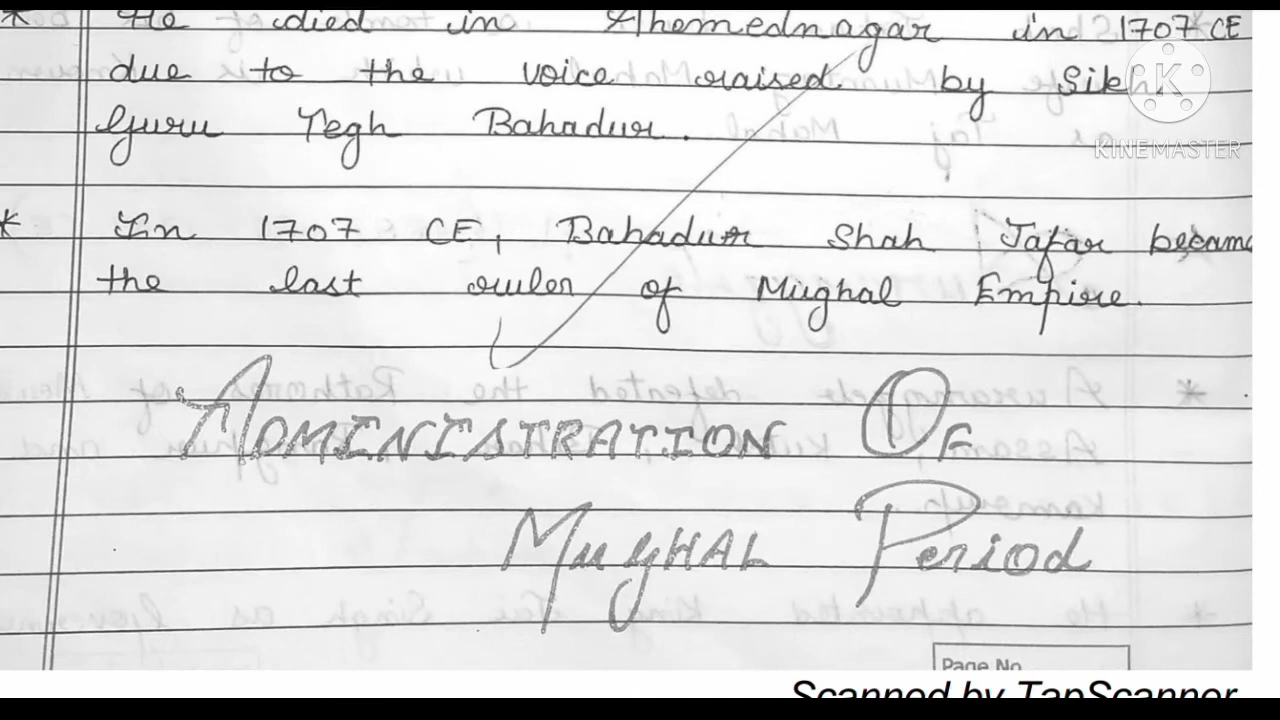 * He died in Ahemednagar in 1707 CE
due to the voice raised by Sikh
Guru Tegh Bahadur.
* In 1707 CE, Bahadur Shah Jafar became
the last ruler of Mughal Empire.
ADMINISTRATION OF
MUGHAL PERIOD
Page No.
Scanned by TapScanner
KINEMASTER